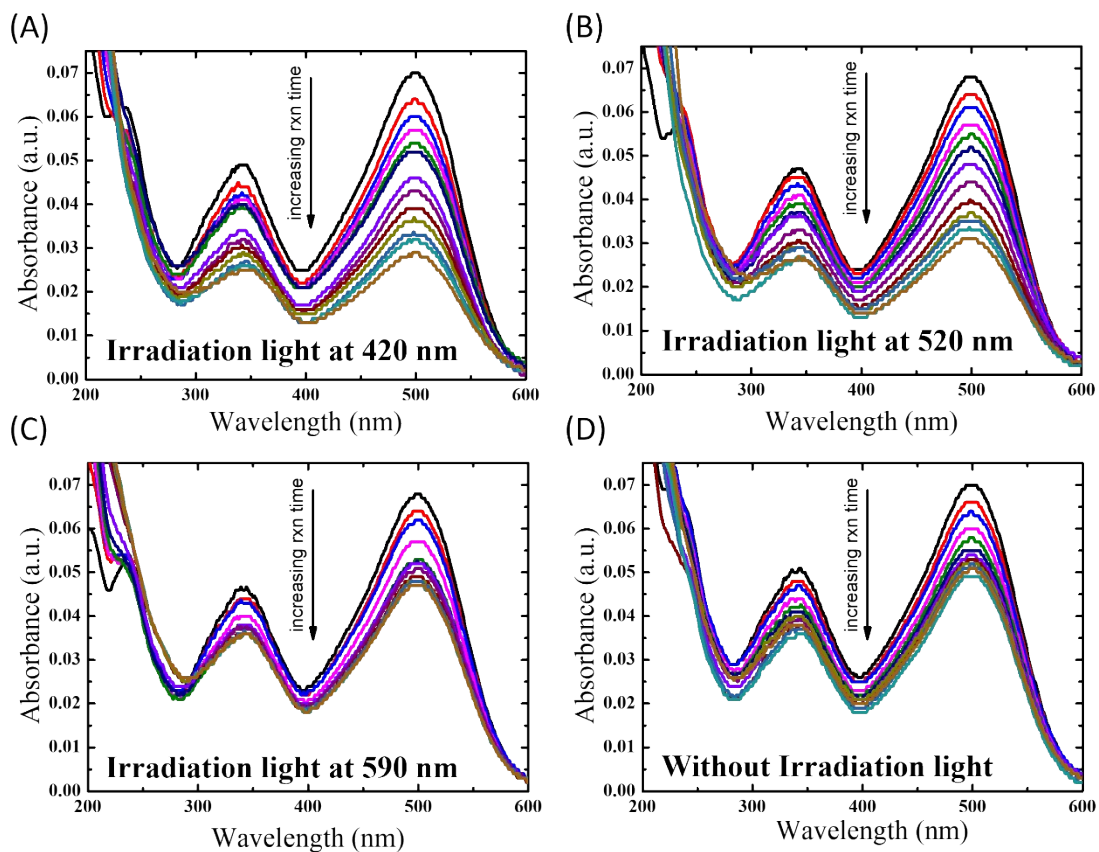 (A)
Absorbance (a.u.)
0.07
0.06
0.05
0.04
0.03
0.02
0.01
0.00
increasing rxn time
Irradiation light at 420 nm
200 300 400 500 600
Wavelength (nm)
(B)
Absorbance (a.u.)
0.07
0.06
0.05
0.04
0.03
0.02
0.01
0.00
increasing rxn time
Irradiation light at 520 nm
200 300 400 500 600
Wavelength (nm)
(C)
Absorbance (a.u.)
0.07
0.06
0.05
0.04
0.03
0.02
0.01
0.00
increasing rxn time
Irradiation light at 590 nm
200 300 400 500 600
Wavelength (nm)
(D)
Absorbance (a.u.)
0.07
0.06
0.05
0.04
0.03
0.02
0.01
0.00
increasing rxn time
Without Irradiation light
200 300 400 500 600
Wavelength (nm)